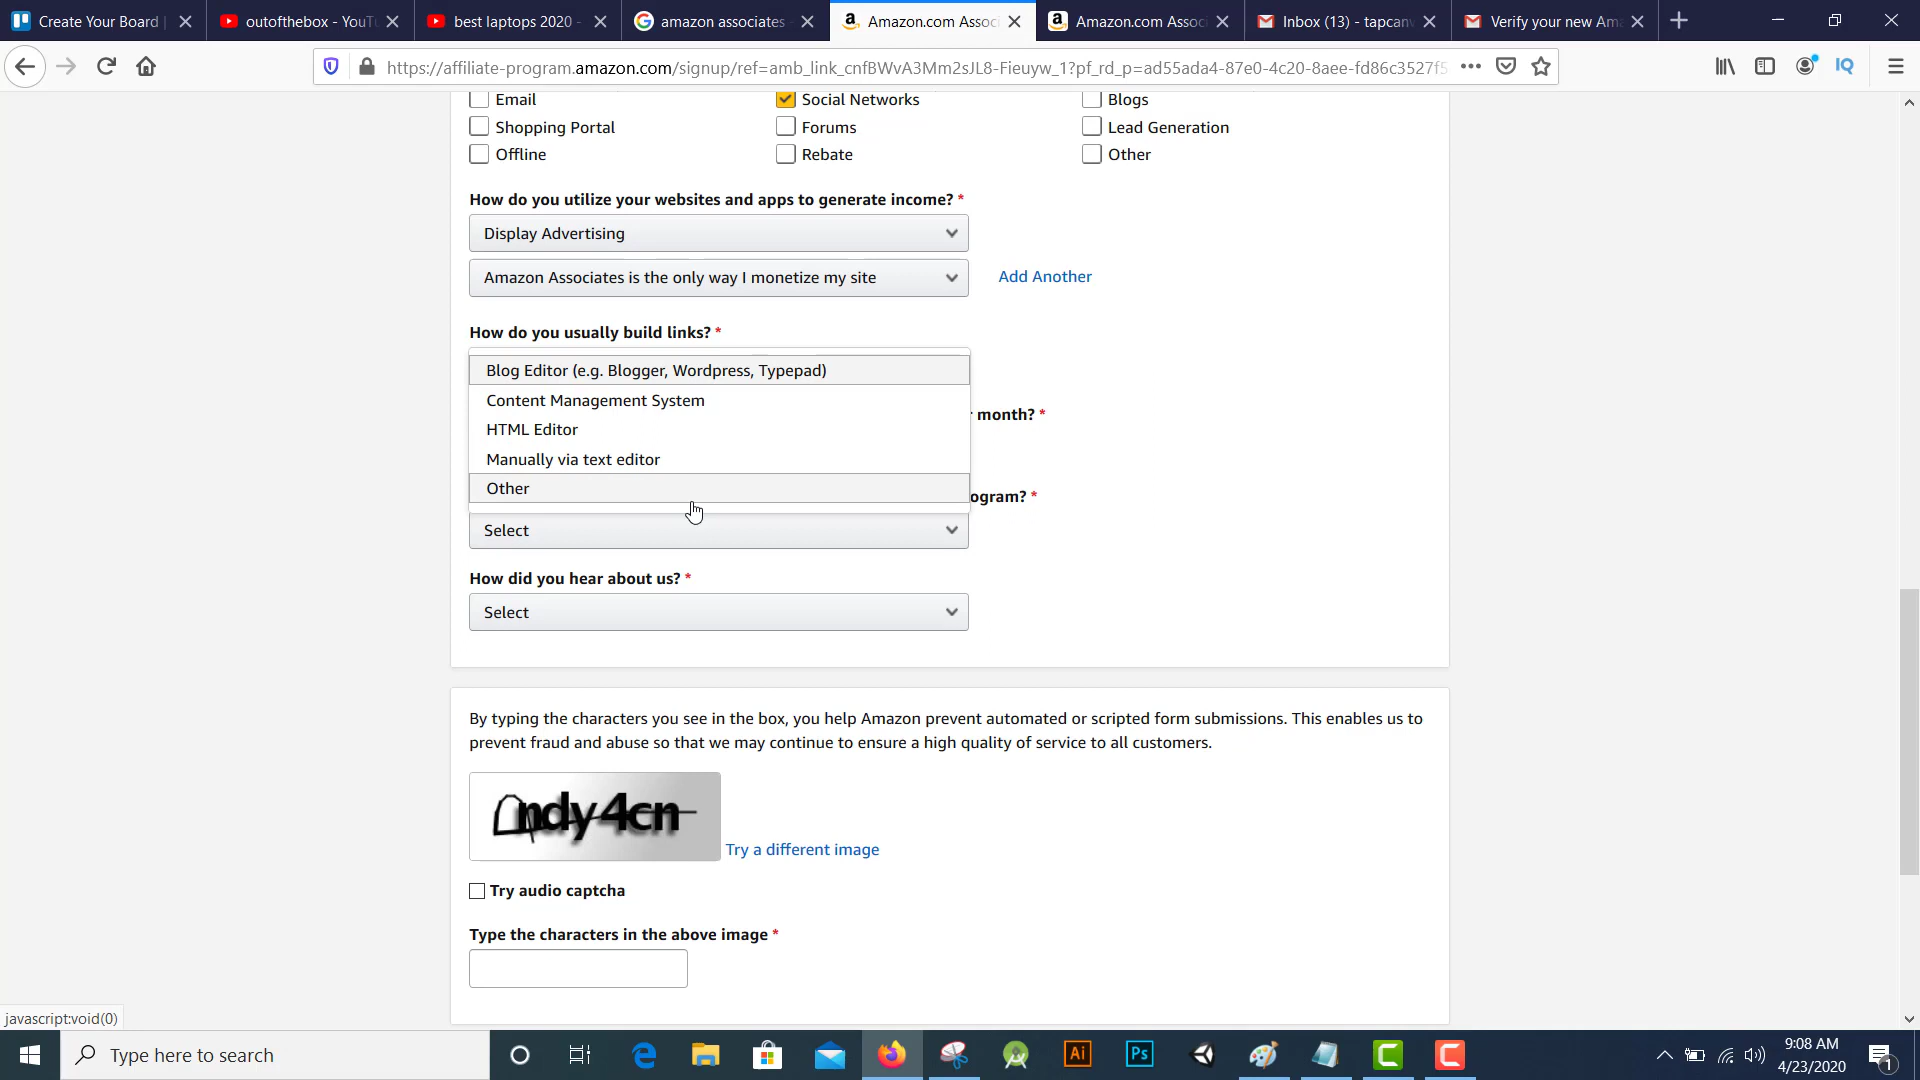 Create Your Board |
outofthebox - YouTu
best laptops 2020 -
amazon associates -
Amazon.com Assoc
Amazon.com Assoc
Inbox (13) - tapcanv
Verify your new Ama
https://affiliate-program.amazon.com/signup/ref=amb_link_cnfBWvA3Mm2sJL8-Fieuyw_1?pf_rd_p=ad55ada4-87e0-4c20-8aee-fd86c3527f5
IQ
Email
Social Networks
Blogs
Shopping Portal
Forums
Lead Generation
Offline
Rebate
Other
How do you utilize your websites and apps to generate income? *
Display Advertising
Amazon Associates is the only way I monetize my site
Add Another
How do you usually build links? *
Blog Editor (e.g. Blogger, Wordpress, Typepad)
Content Management System
month? *
HTML Editor
Manually via text editor
Other
ogram? *
Select
How did you hear about us? *
Select
By typing the characters you see in the box, you help Amazon prevent automated or scripted form submissions. This enables us to
prevent fraud and abuse so that we may continue to ensure a high quality of service to all customers.
ndy4cn
Try a different image
Try audio captcha
Type the characters in the above image *
javascript:void(0)
Type here to search
Ai
Ps
9:08 AM
4/23/2020
1